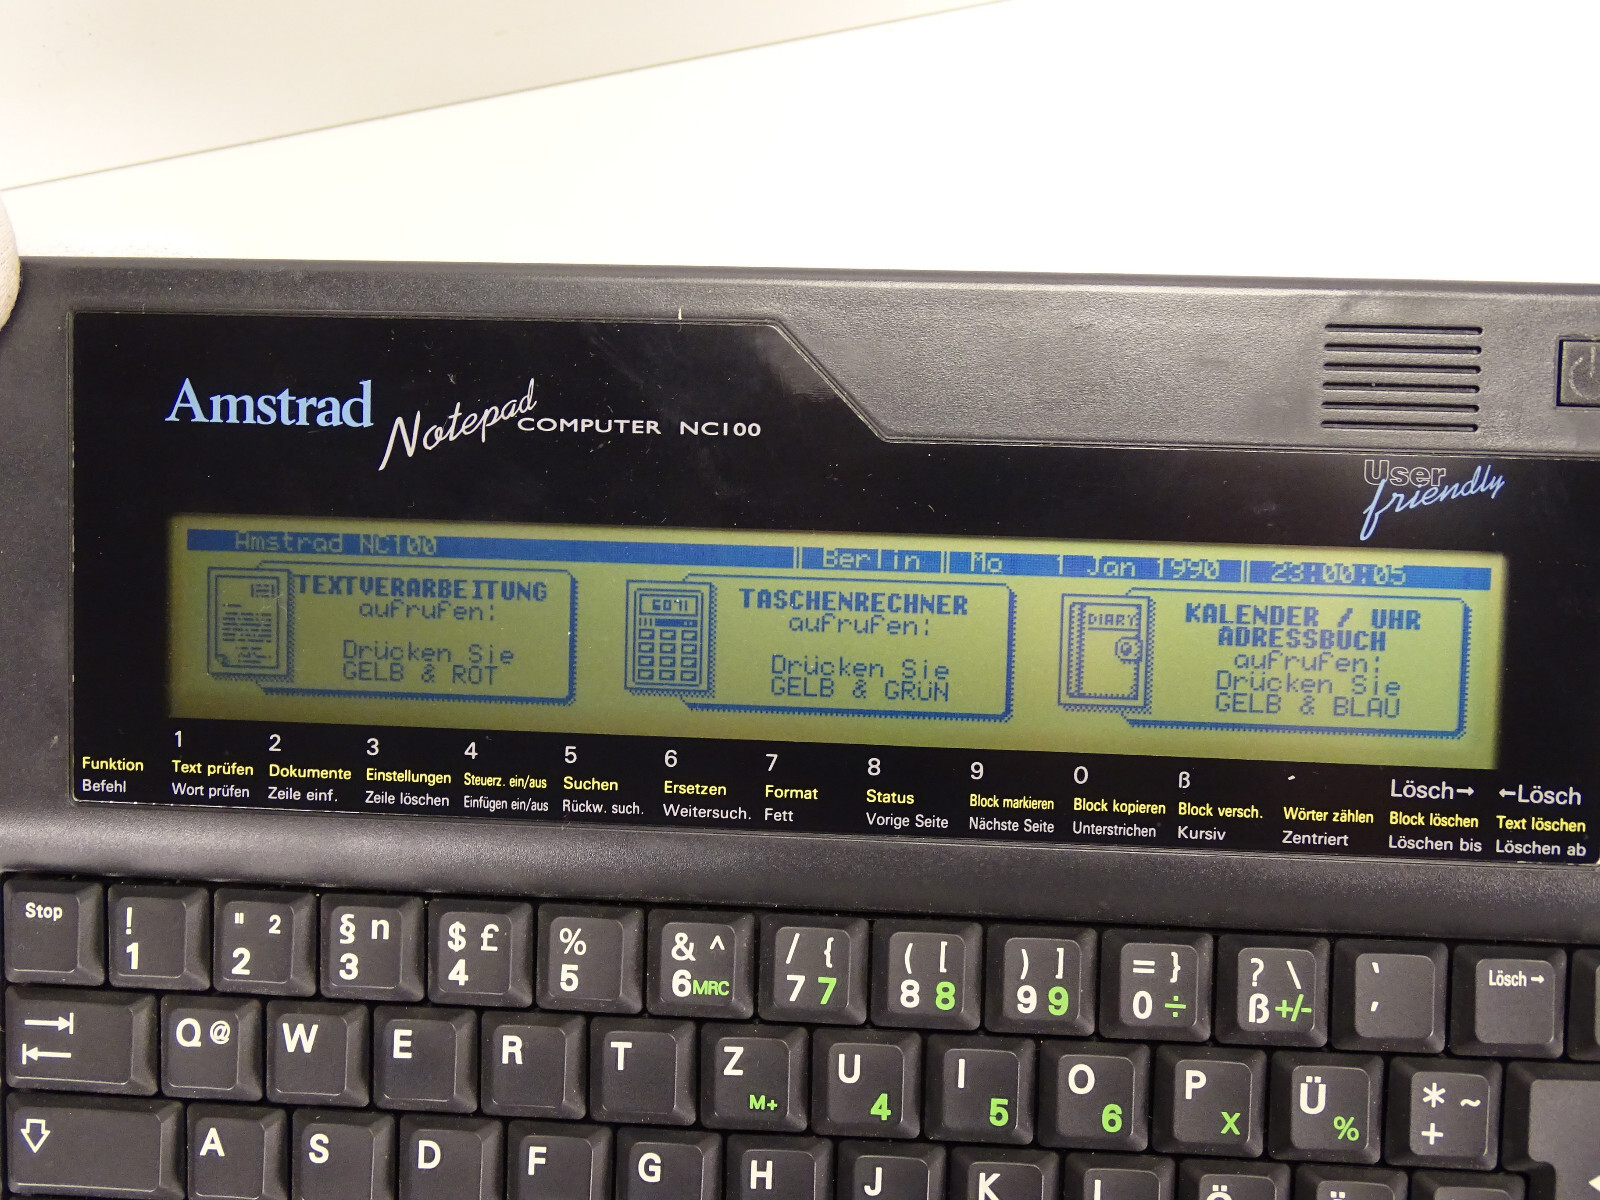 Amstrad Notepad COMPUTER NC100
User
friendly
Amstrad NC100 Berlin Mo 1 Jan 1990 23:00:05
TEXTVERARBEITUNG
aufrufen:
Drücken Sie
GELB & ROT
TASCHENRECHNER
aufrufen:
Drücken Sie
GELB & GRÜN
DIARY
KALENDER / UHR
ADRESSBUCH
aufrufen:
Drücken Sie
GELB & BLAU
1 2 3 4 5 6 7 8 9 0 ß ´ Lösch→ ←Lösch
Funktion Text prüfen Dokumente Einstellungen Steuerz. ein/aus Suchen Ersetzen Format Status Block markieren Block kopieren Block versch. Wörter zählen Block löschen Text löschen
Befehl Wort prüfen Zeile einf. Zeile löschen Einfügen ein/aus Rückw. such. Weitersuch. Fett Vorige Seite Nächste Seite Unterstrichen Kursiv Zentriert Löschen bis Löschen ab
Stop ! 1 " 2 2 § n 3 $ £ 4 % 5 & ^ 6 MRC / { 7 7 ( [ 8 8 ) ] 9 9 = } 0 ÷ ? \ ß +/- ` ´ Lösch→
Q @ W E R T Z M+ U 4 I 5 O 6 P X Ü % * ~ +
A S D F G H J K L Ö Ä